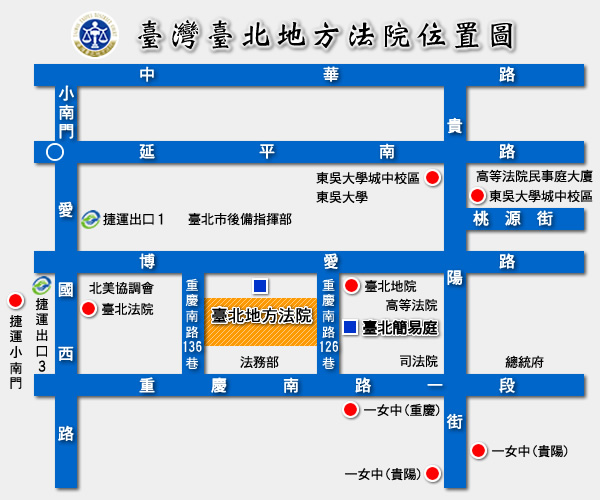 臺灣臺北地方法院位置圖
中華路
小南門
貴
延平南路
東吳大學城中校區
東吳大學
高等法院民事庭大廈
東吳大學城中校區
愛
捷運出口1
臺北市後備指揮部
桃源街
博愛路
國
陽
捷運出口3
捷運小南門
北美協調會
臺北法院
重慶南路136巷
臺北地方法院
法務部
重慶南路126巷
臺北地院
高等法院
臺北簡易庭
司法院
總統府
西
重慶南路一段
路
街
一女中(重慶)
一女中(貴陽)
一女中(貴陽)